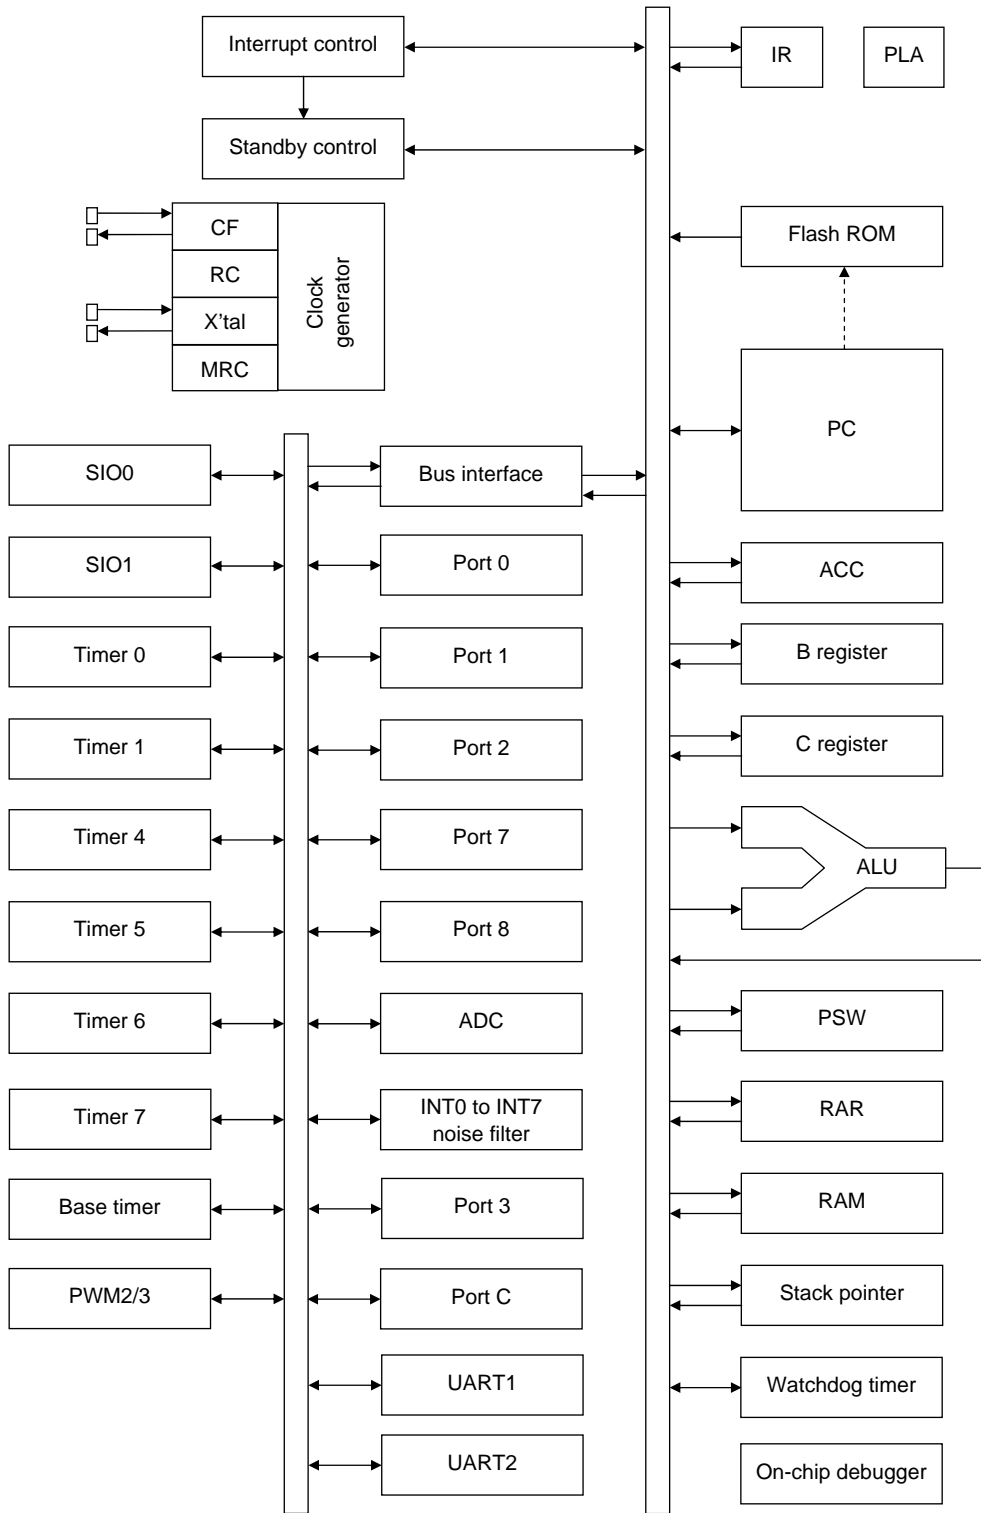 Interrupt control
IR
PLA
Standby control
CF
RC
X'tal
MRC
Clock
generator
Flash ROM
PC
SIO0
Bus interface
SIO1
Port 0
ACC
Timer 0
Port 1
B register
Timer 1
Port 2
C register
Timer 4
Port 7
ALU
Timer 5
Port 8
Timer 6
ADC
PSW
Timer 7
INT0 to INT7
noise filter
RAR
Base timer
Port 3
RAM
PWM2/3
Port C
Stack pointer
UART1
Watchdog timer
UART2
On-chip debugger